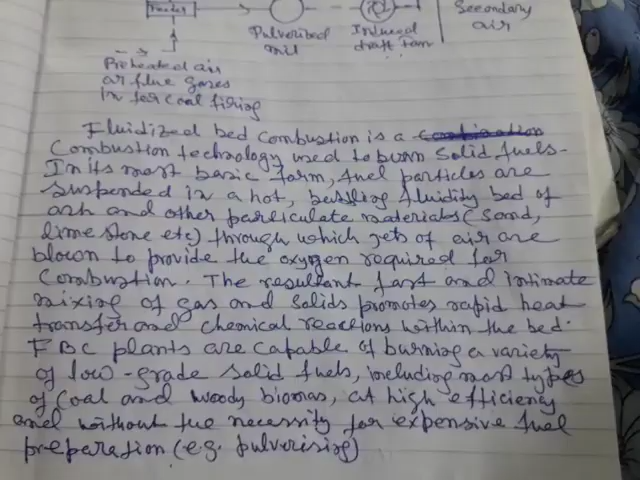 Feeder
Pulverised
mill
Induced
draft Fan
Secondary
air
Preheated air
or flue gases
in for coal firing
Fluidized bed combustion is a
Combustion technology used to burn solid fuels.
In its most basic form, fuel particles are
suspended in a hot, bubbling fluidity bed of
ash and other particulate materials (sand,
limestone etc) through which jets of air are
blown to provide the oxygen required for
Combustion. The resultant fast and intimate
mixing of gas and solids promotes rapid heat
transfer and chemical reactions within the bed.
FBC plants are capable of burning a variety
of low-grade solid fuels, including most types
of Coal and woody biomas, at high efficiency
and without the necessity for expensive fuel
preparation (e.g. pulverising)